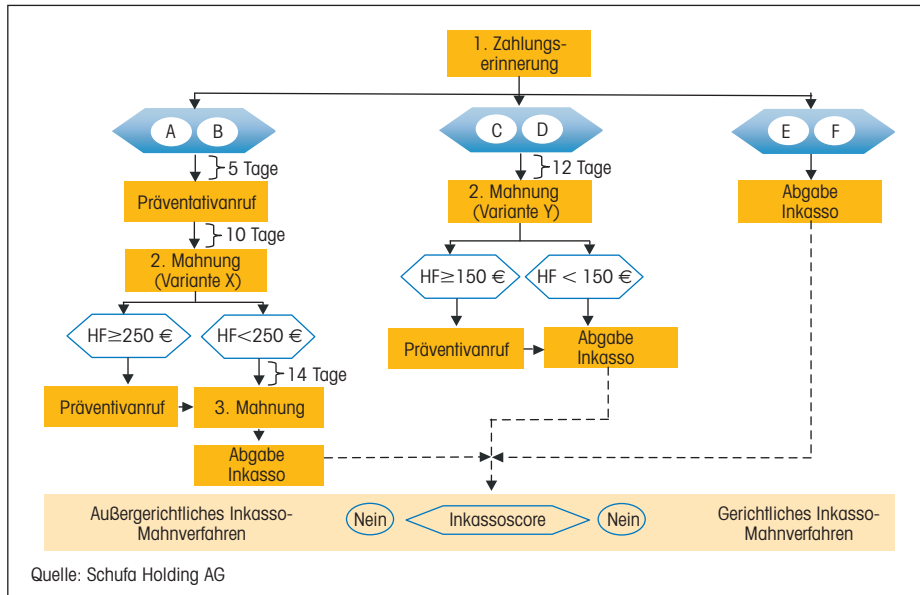 1. Zahlungs-
erinnerung
A B
C D
E F
5 Tage
12 Tage
Präventativanruf
2. Mahnung
(Variante Y)
Abgabe
Inkasso
10 Tage
2. Mahnung
(Variante X)
HF≥150 €
HF < 150 €
HF≥250 €
HF<250 €
Präventivanruf
Abgabe
Inkasso
14 Tage
Präventivanruf
3. Mahnung
Abgabe
Inkasso
Außergerichtliches Inkasso-
Mahnverfahren
Nein
Inkassoscore
Nein
Gerichtliches Inkasso-
Mahnverfahren
Quelle: Schufa Holding AG